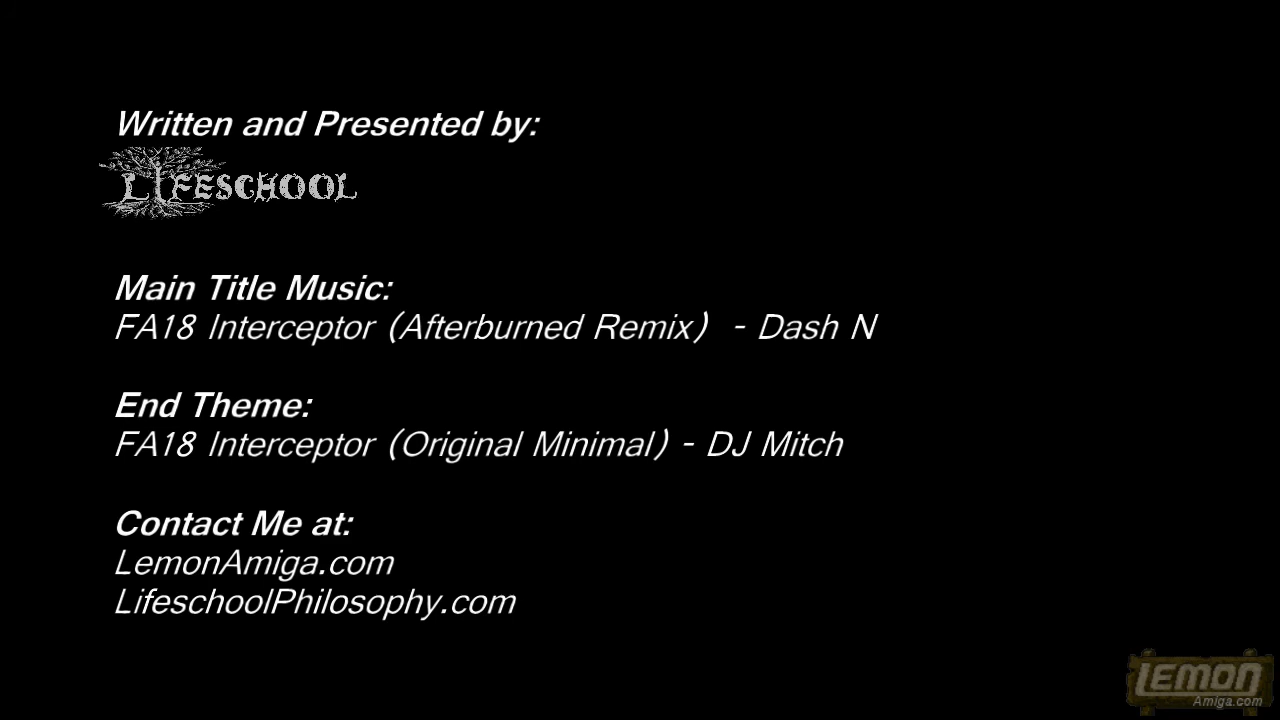 Written and Presented by:
LIFESCHOOL
Main Title Music:
FA18 Interceptor (Afterburned Remix)  - Dash N
End Theme:
FA18 Interceptor (Original Minimal) - DJ Mitch
Contact Me at:
LemonAmiga.com
LifeschoolPhilosophy.com
LEMON
Amiga.com